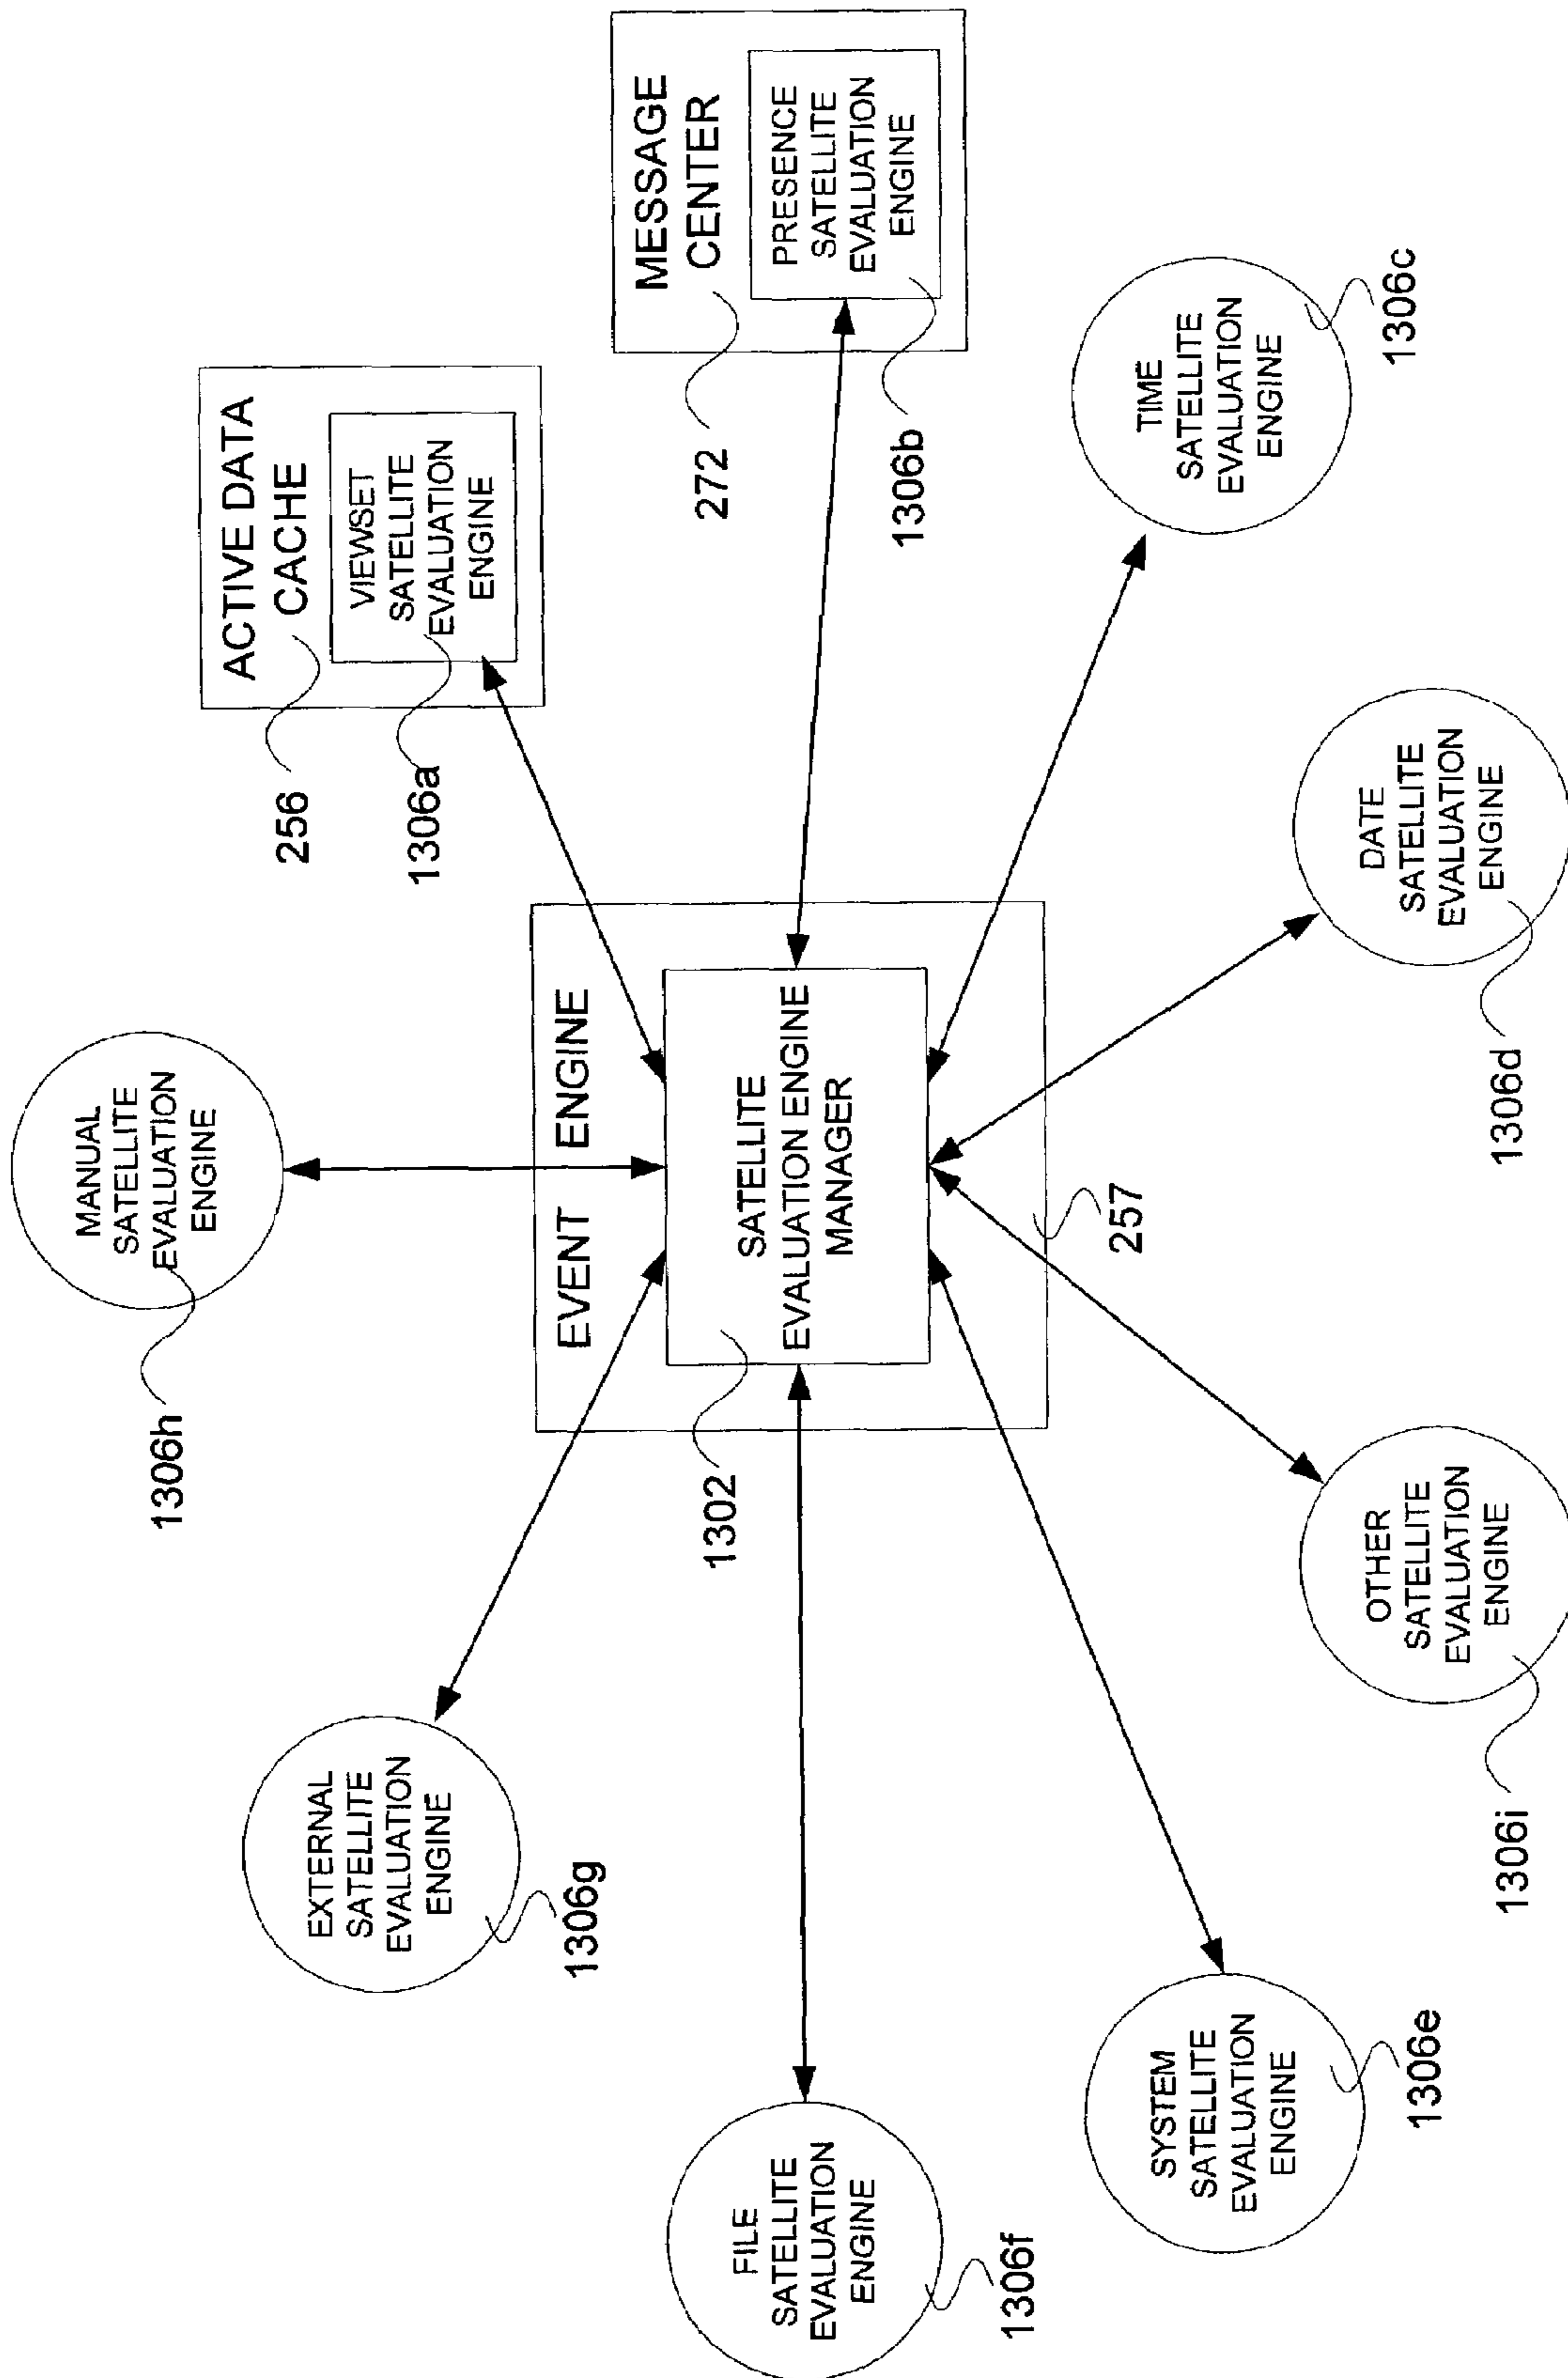 MANUAL
SATELLITE
EVALUATION
ENGINE
1306h
ACTIVE DATA
CACHE
VIEWSET
SATELLITE
EVALUATION
ENGINE
256
1306a
EXTERNAL
SATELLITE
EVALUATION
ENGINE
1306g
EVENT ENGINE
SATELLITE
EVALUATION ENGINE
MANAGER
1302
257
MESSAGE
CENTER
PRESENCE
SATELLITE
EVALUATION
ENGINE
272
1306b
FILE
SATELLITE
EVALUATION
ENGINE
1306f
TIME
SATELLITE
EVALUATION
ENGINE
1306c
SYSTEM
SATELLITE
EVALUATION
ENGINE
1306e
OTHER
SATELLITE
EVALUATION
ENGINE
1306i
DATE
SATELLITE
EVALUATION
ENGINE
1306d